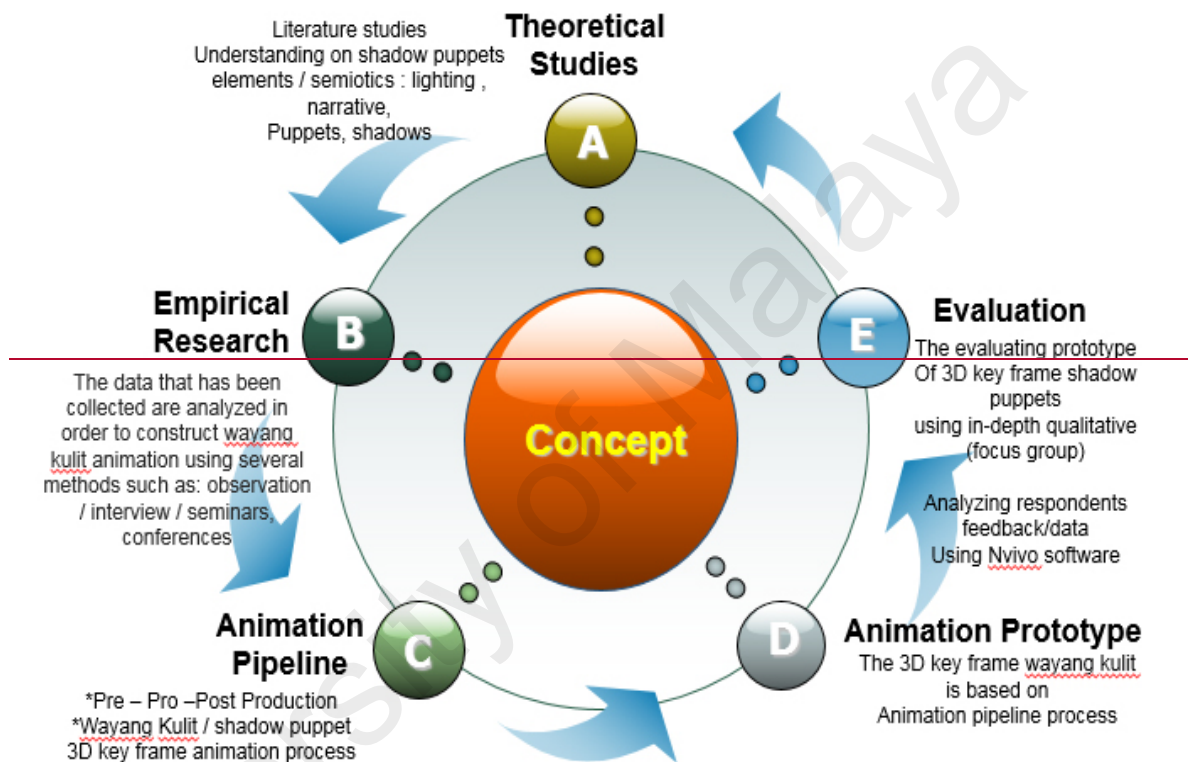 Theoretical
Studies
Literature studies
Understanding on shadow puppets
elements / semiotics : lighting ,
narrative,
Puppets, shadows
A
Empirical
Research
B
The data that has been
collected are analyzed in
order to construct wayang
kulit animation using several
methods such as: observation
/ interview / seminars,
conferences
Concept
E
Evaluation
The evaluating prototype
Of 3D key frame shadow
puppets
using in-depth qualitative
(focus group)
Analyzing respondents
feedback/data
Using Nvivo software
Animation
Pipeline
C
*Pre – Pro –Post Production
*Wayang Kulit / shadow puppet
3D key frame animation process
D
Animation Prototype
The 3D key frame wayang kulit
is based on
Animation pipeline process
rsity of Malaya